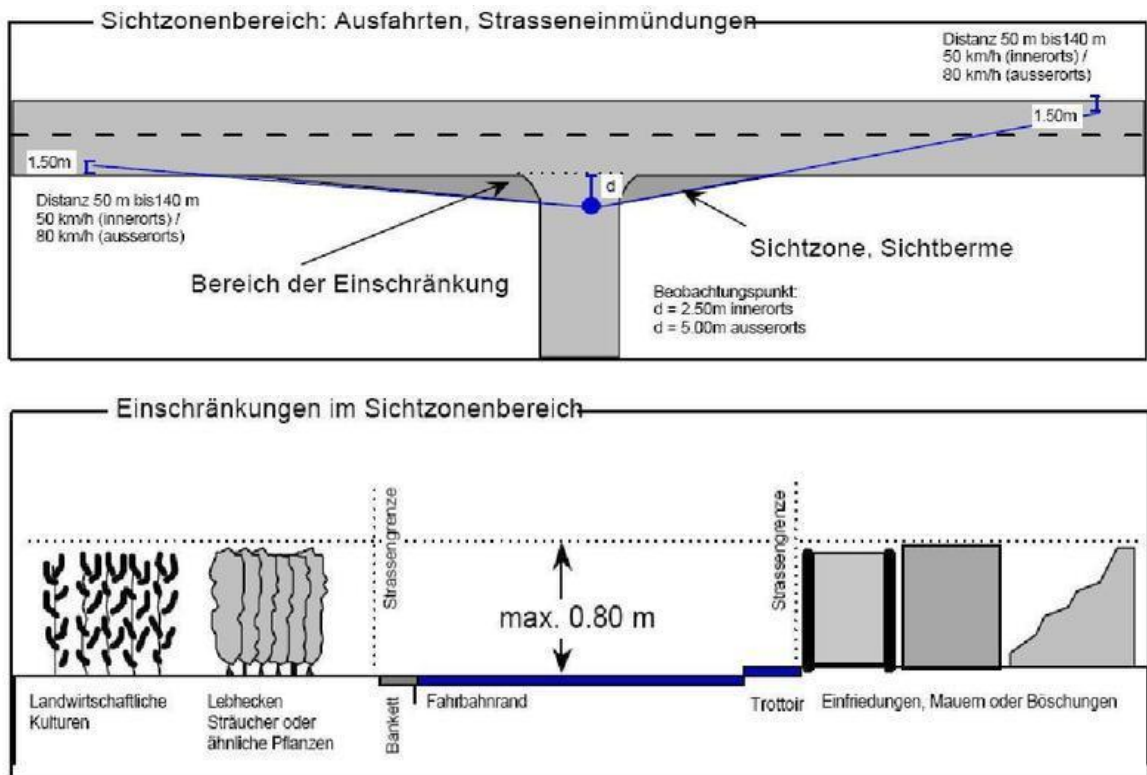 Sichtzonenbereich: Ausfahrten, Strasseneinmündungen
Distanz 50 m bis140 m
50 km/h (innerorts) /
80 km/h (ausserorts)
1.50m
1.50m
d
Distanz 50 m bis140 m
50 km/h (innerorts) /
80 km/h (ausserorts)
Bereich der Einschränkung
Sichtzone, Sichtberme
Beobachtungspunkt:
d = 2.50m innerorts
d = 5.00m ausserorts
Einschränkungen im Sichtzonenbereich
Strassengrenze
Strassengrenze
max. 0.80 m
Landwirtschaftliche
Kulturen
Lebhecken
Sträucher oder
ähnliche Pflanzen
Bankett
Fahrbahnrand
Trottoir
Einfriedungen, Mauern oder Böschungen